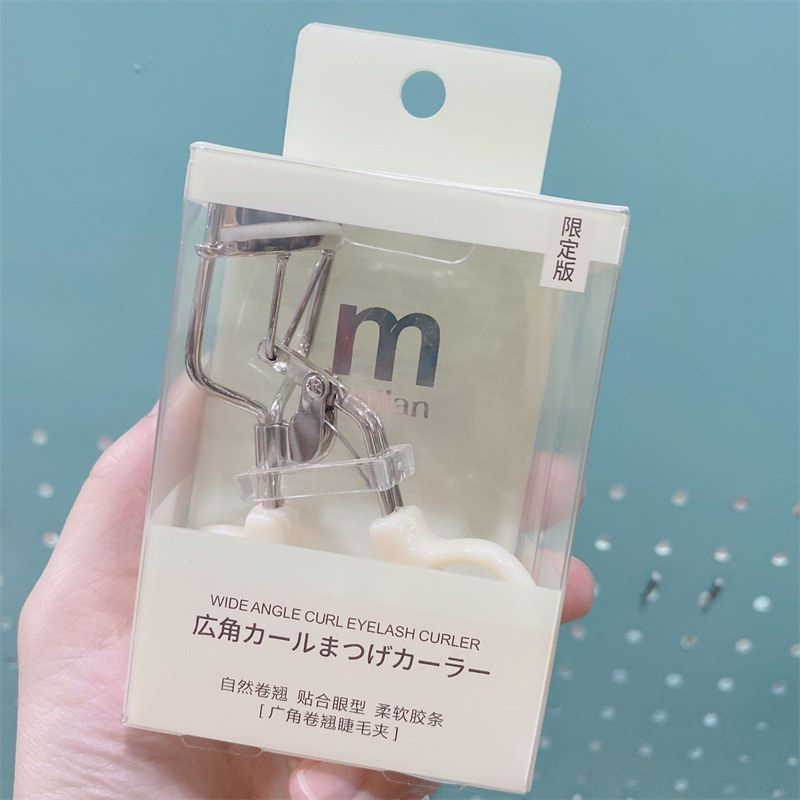 限定版
m
WIDE ANGLE CURL EYELASH CURLER
広角カールまつげカーラー
自然卷翘 贴合眼型 柔软胶条
[广角卷翘睫毛夹]